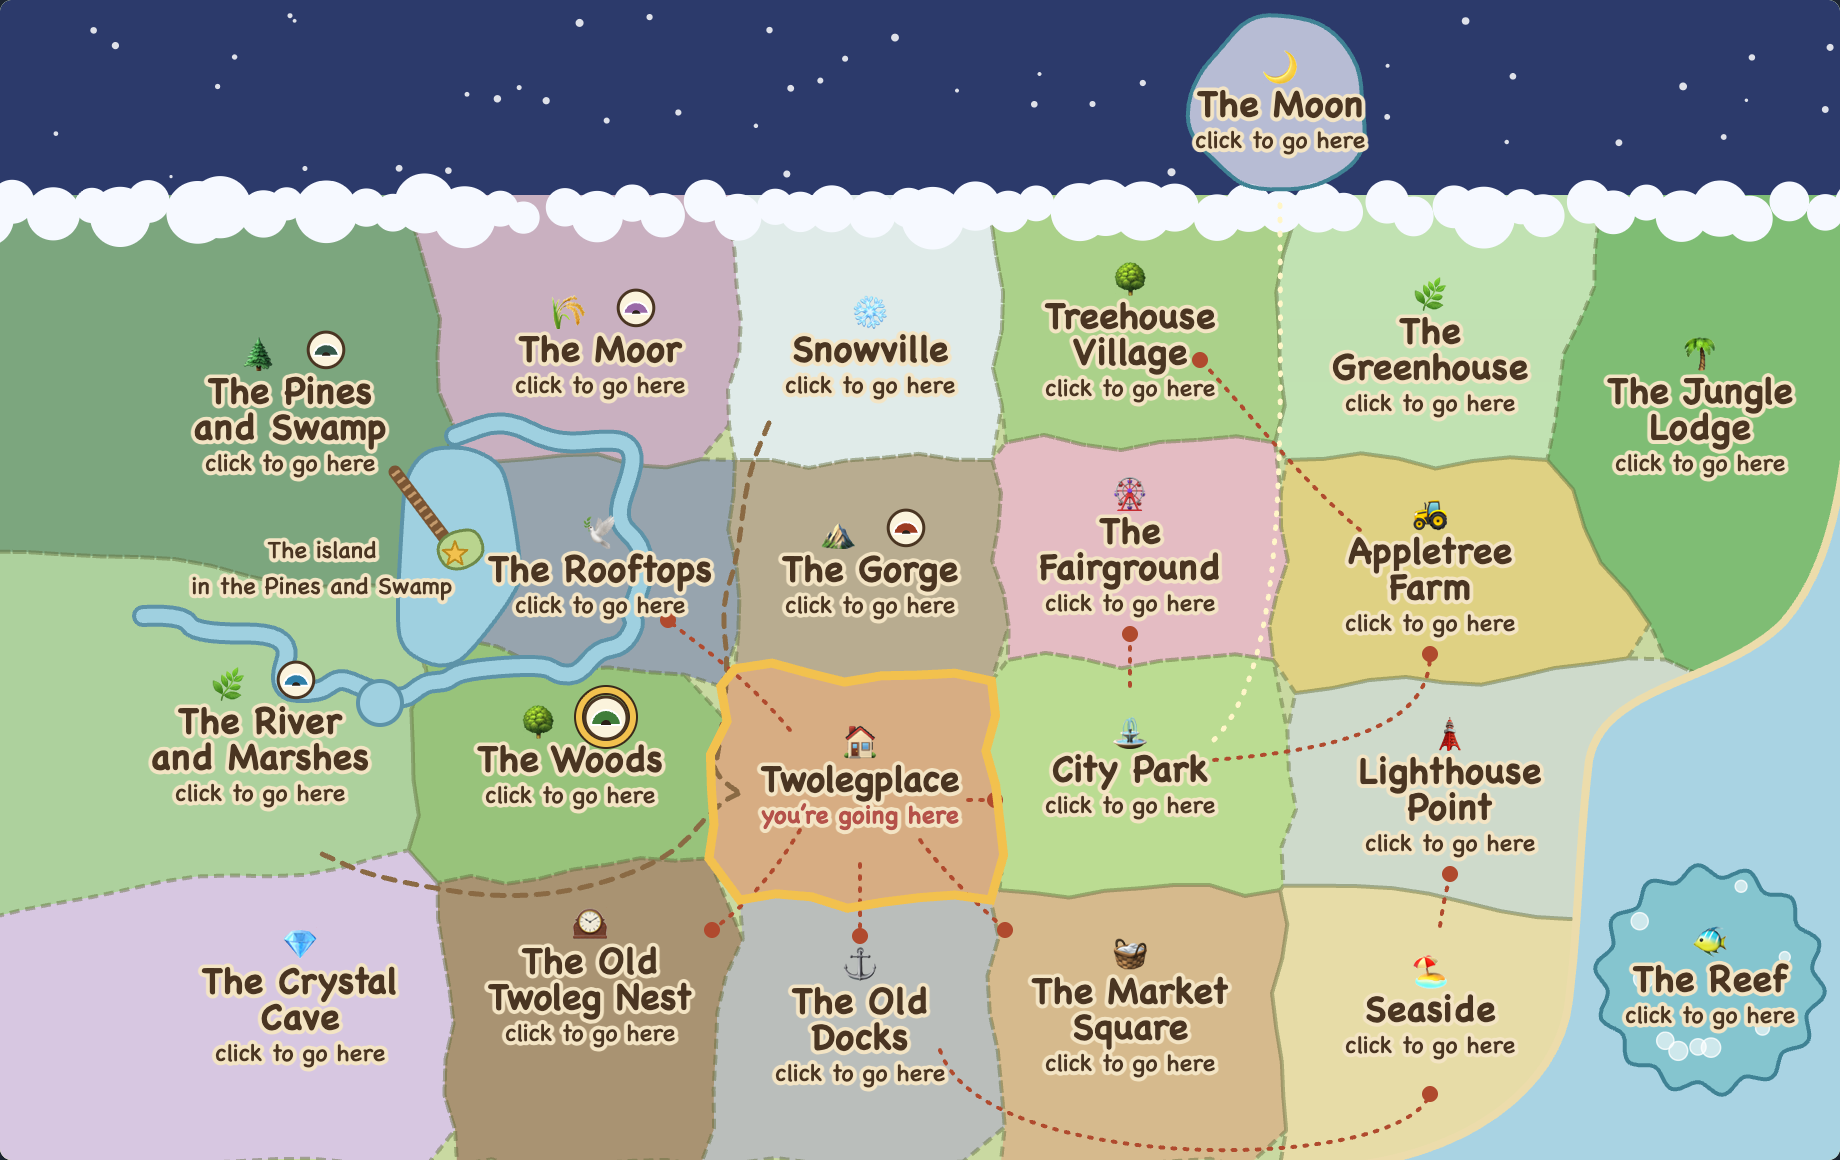 The Moon
click to go here
The Moor
click to go here
Snowville
click to go here
Treehouse
Village
click to go here
The
Greenhouse
click to go here
The Pines
and Swamp
click to go here
The Jungle
Lodge
click to go here
The island
in the Pines and Swamp
The Rooftops
click to go here
The Gorge
click to go here
The
Fairground
click to go here
Appletree
Farm
click to go here
The River
and Marshes
click to go here
The Woods
click to go here
Twolegplace
you're going here
City Park
click to go here
Lighthouse
Point
click to go here
The Crystal
Cave
click to go here
The Old
Twoleg Nest
click to go here
The Old
Docks
click to go here
The Market
Square
click to go here
Seaside
click to go here
The Reef
click to go here